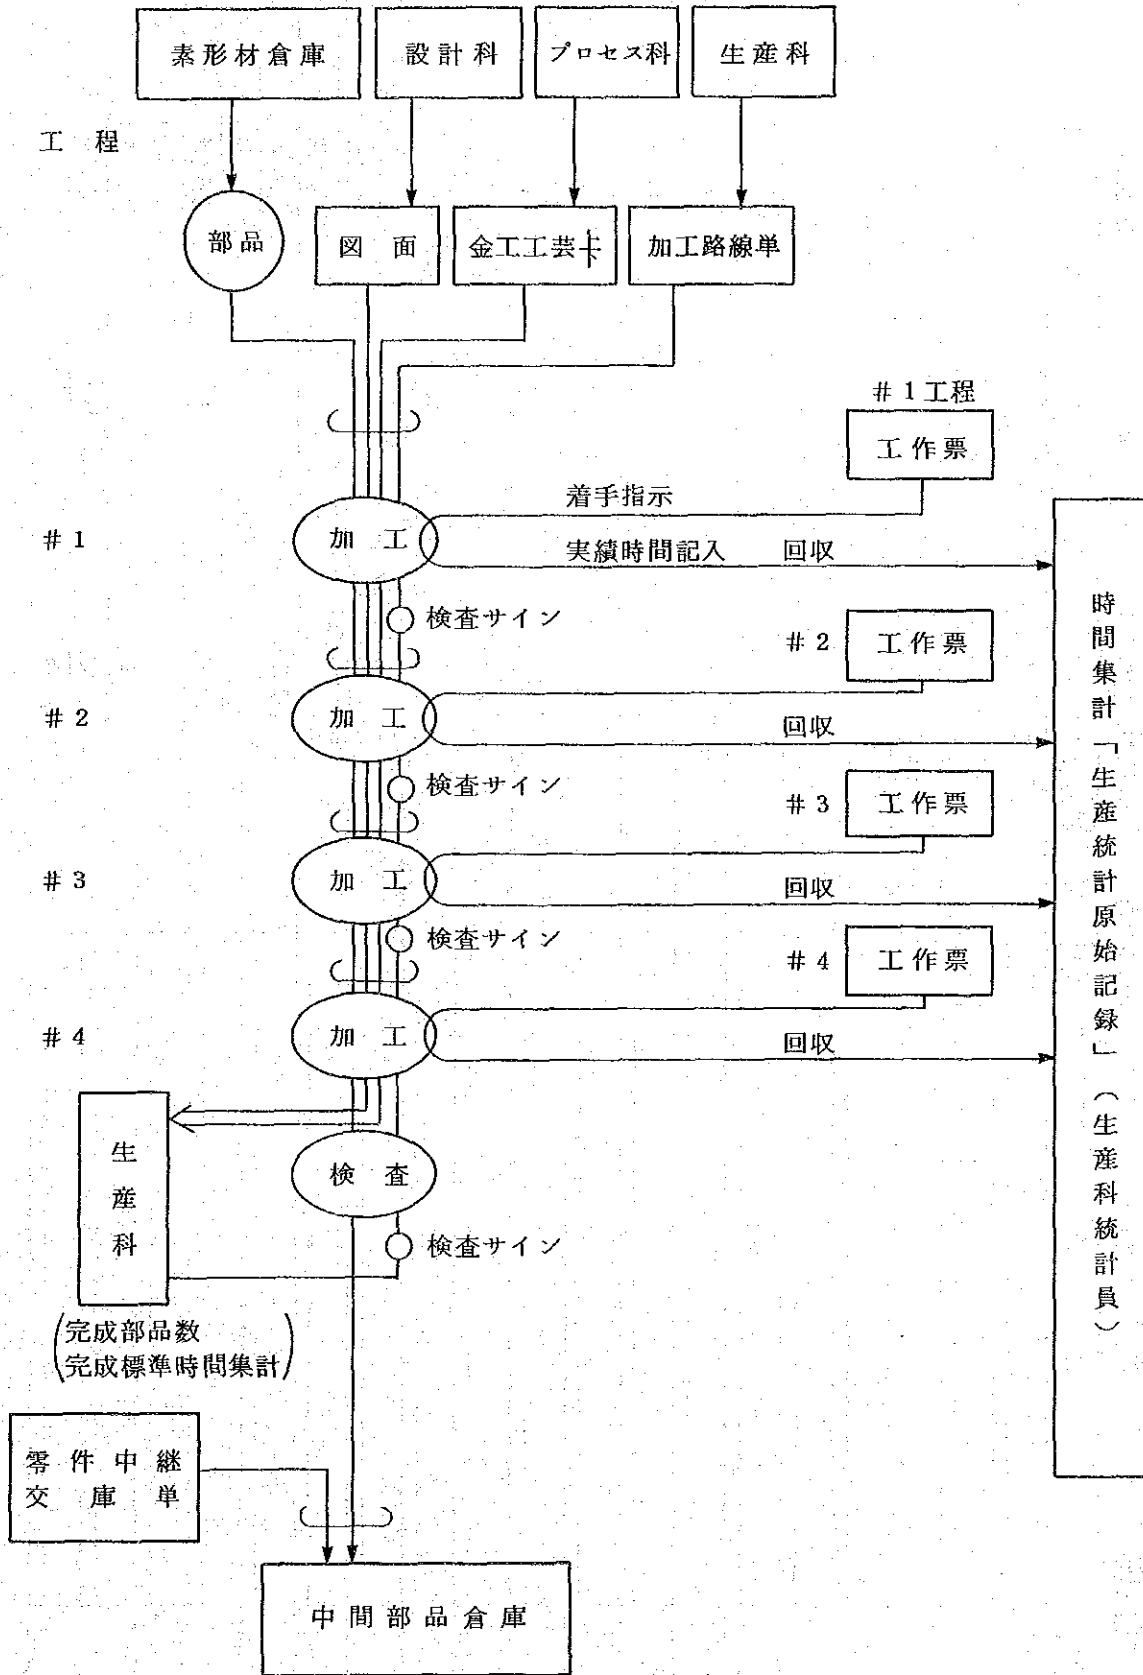 素形材倉庫
設計科
プロセス科
生産科
工程
部品
図面
金工工芸卡
加工路線単
#1工程
工作票
着手指示
#1
加工
実績時間記入
回収
検査サイン
#2
工作票
#2
加工
回収
検査サイン
#3
工作票
#3
加工
回収
検査サイン
#4
工作票
#4
加工
回収
時間集計「生産統計原始記録」(生産科統計員)
生産科
検査
検査サイン
完成部品数
完成標準時間集計
零件中継
交庫単
中間部品倉庫